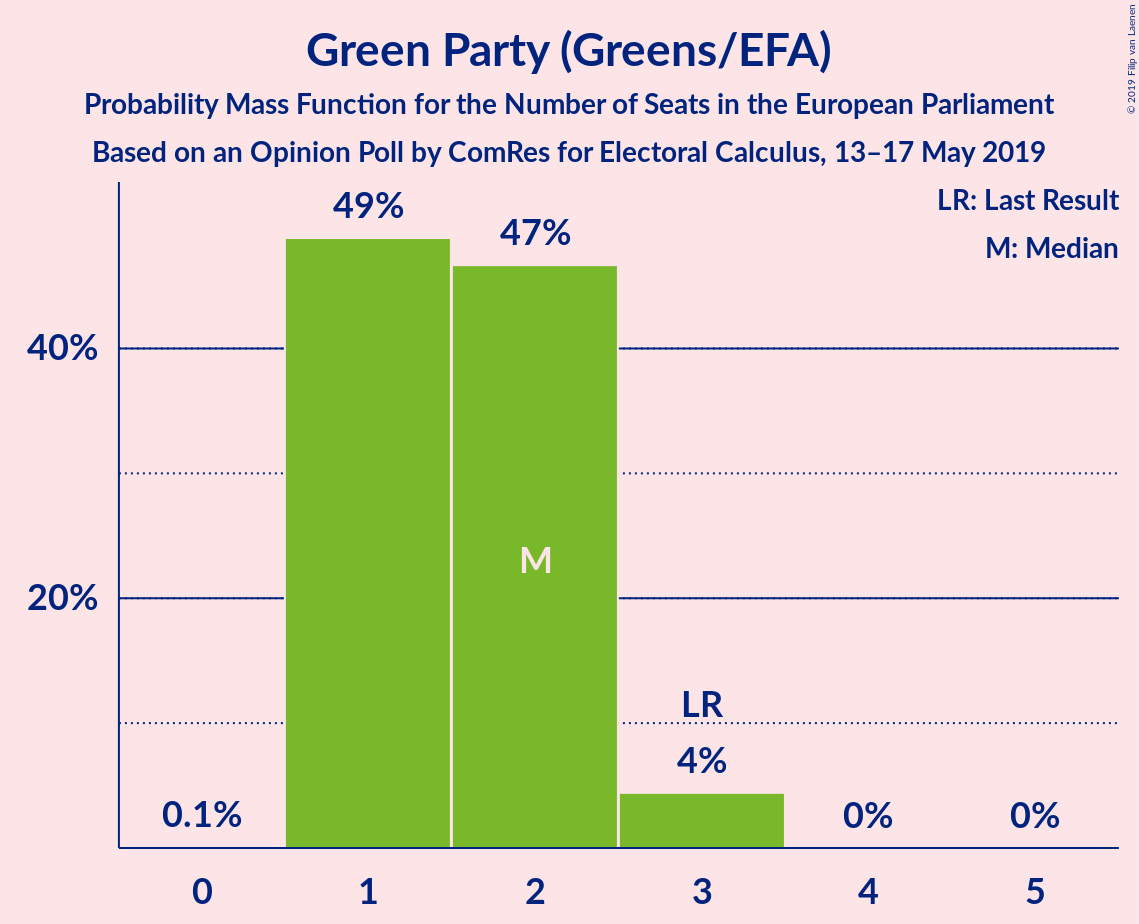 Green Party (Greens/EFA)
Probability Mass Function for the Number of Seats in the European Parliament
Based on an Opinion Poll by ComRes for Electoral Calculus, 13–17 May 2019
© 2019 Filip van Laenen
LR: Last Result
M: Median
49%
47%
40%
M
20%
LR
4%
0.1%
0%
0%
0 1 2 3 4 5